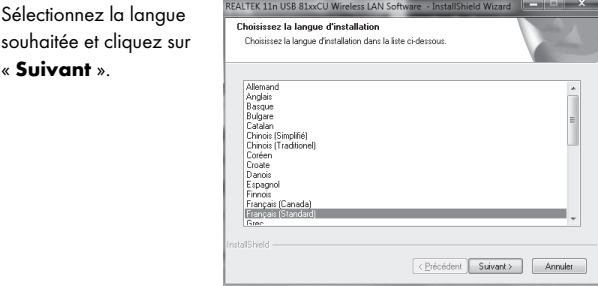 Sélectionnez la langue
souhaitée et cliquez sur
« Suivant ».
REALTEK 11n USB 81xxCU Wireless LAN Software - InstallShield Wizard
Choisissez la langue d'installation
Choisissez la langue d'installation dans la liste ci-dessous.
Allemand
Anglais
Basque
Bulgare
Catalan
Chinois (Simplifié)
Chinois (Traditionel)
Coréen
Croate
Danois
Espagnol
Finnois
Français (Canada)
Français (Standard)
Grec
InstallShield
< Précédent
Suivant >
Annuler